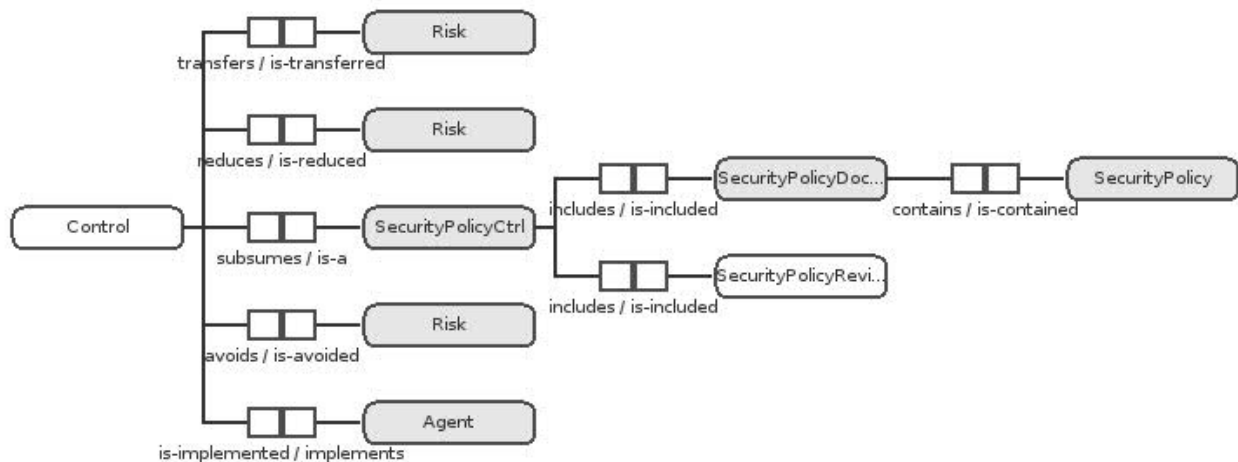 Risk
transfers / is-transferred
Risk
reduces / is-reduced
SecurityPolicyDoc...
SecurityPolicy
includes / is-included
contains / is-contained
Control
SecurityPolicyCtrl
subsumes / is-a
SecurityPolicyRevi...
includes / is-included
Risk
avoids / is-avoided
Agent
is-implemented / implements